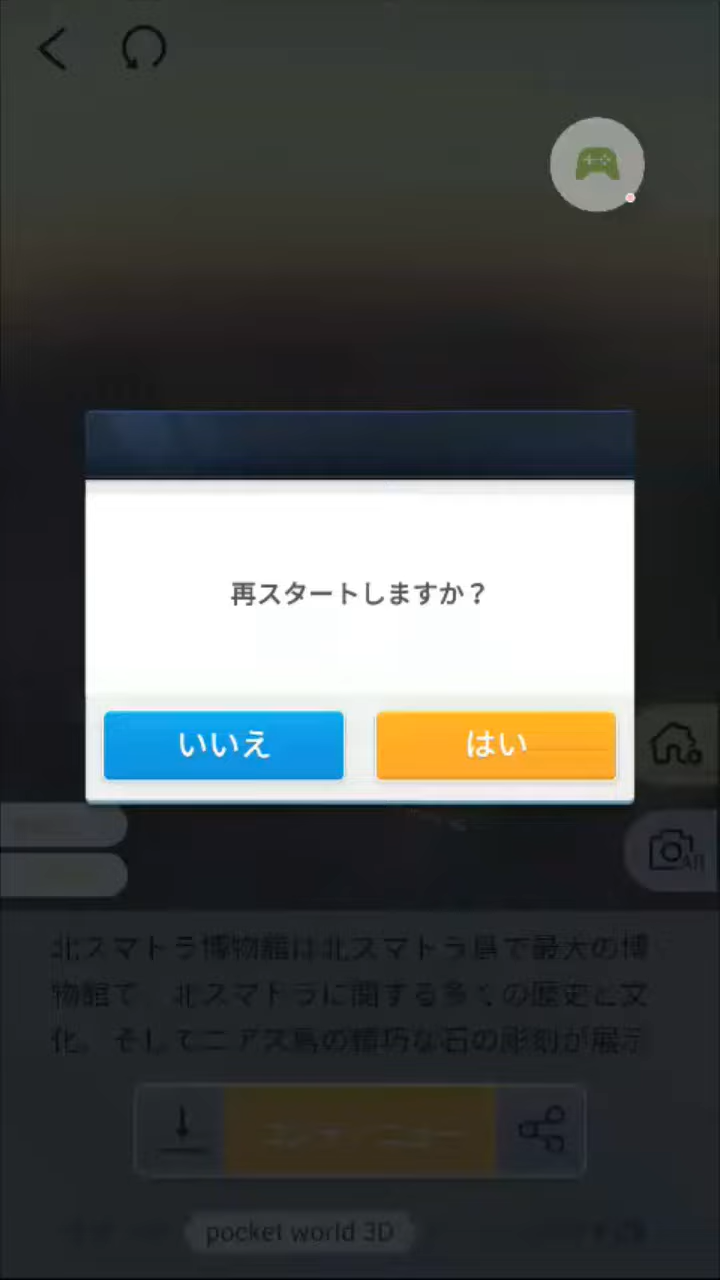 再スタートしますか？
いいえ
はい
AR
北スマトラ博物館は北スマトラ島で最大の博
物館で、北スマトラに関する多くの歴史と文
化、そしてニアス島の精巧な石の彫刻が展示
pocket world 3D